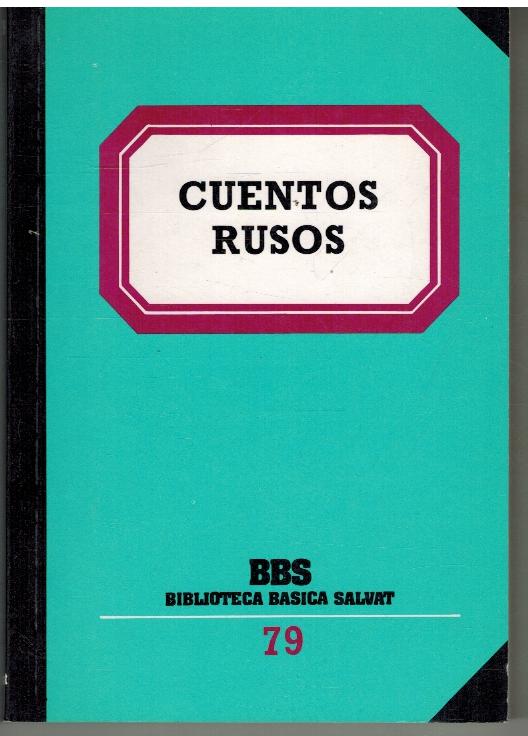 CUENTOS
RUSOS
BBS
BIBLIOTECA BASICA SALVAT
79